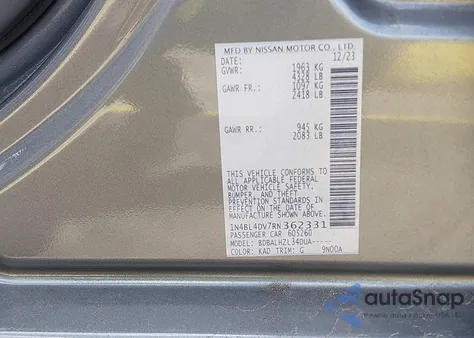 MFD BY NISSAN MOTOR CO., LTD.
DATE: 12/23
GVWR: 1963 KG
4328 LB
GAWR FR.: 1097 KG
2418 LB
GAWR RR.: 945 KG
2083 LB
THIS VEHICLE CONFORMS TO
ALL APPLICABLE FEDERAL
MOTOR VEHICLE SAFETY,
BUMPER, AND THEFT
PREVENTION STANDARDS
IN EFFECT ON THE DATE OF
MANUFACTURE SHOWN ABOVE.
1N4BL4DV7RN362331
PASSENGER CAR 605260
MODEL: BDBALHZL34DUA-----
COLOR: KAD TRIM: G 9N00A
autoSnap